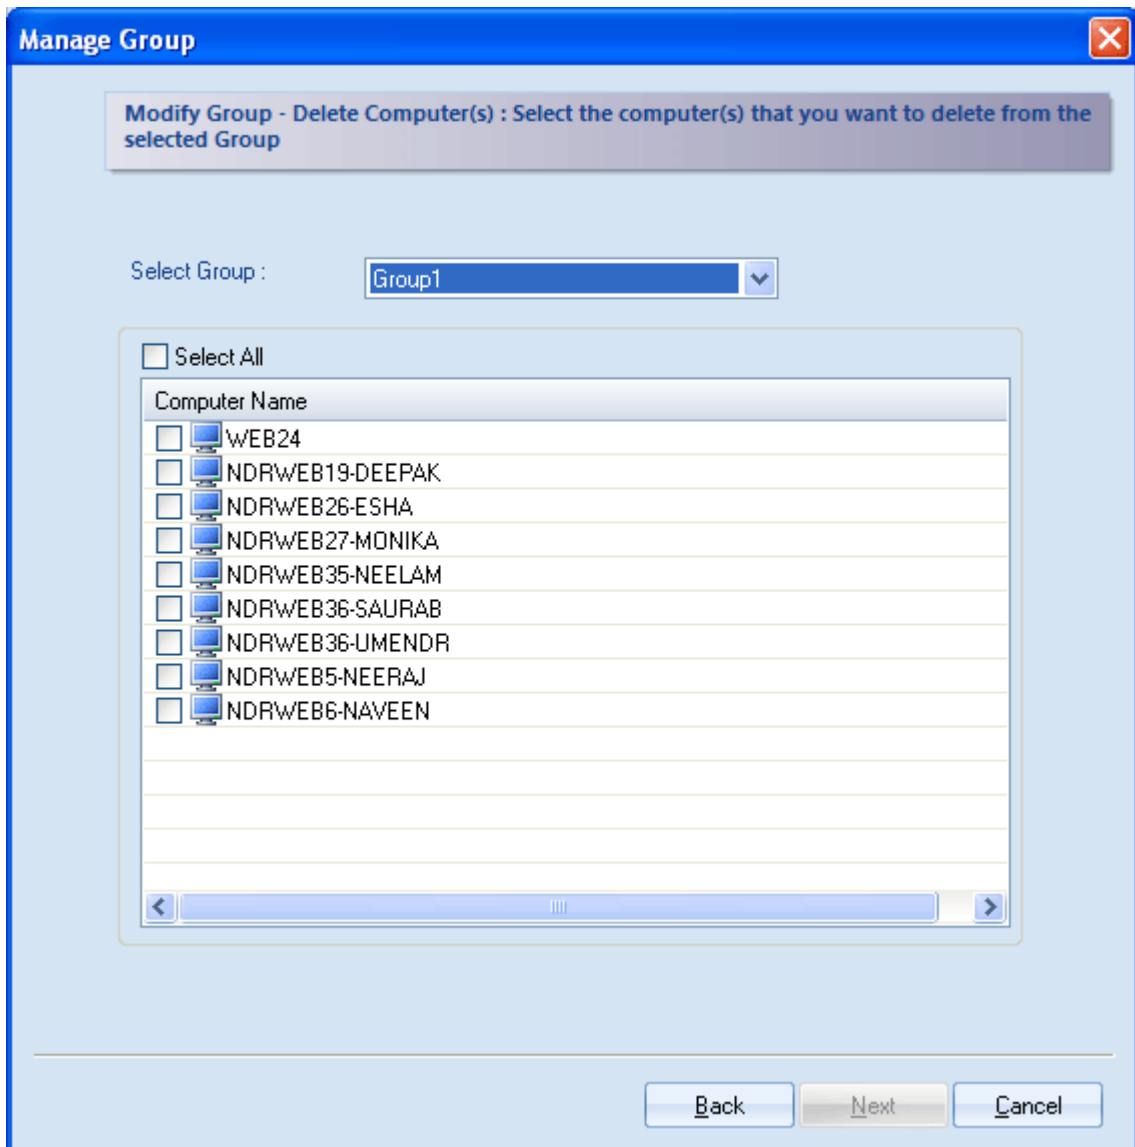 Manage Group
Modify Group - Delete Computer(s) : Select the computer(s) that you want to delete from the
selected Group
Select Group :
Group1
Select All
Computer Name
WEB24
NDRWEB19-DEEPAK
NDRWEB26-ESHA
NDRWEB27-MONIKA
NDRWEB35-NEELAM
NDRWEB36-SAURAB
NDRWEB36-UMENDR
NDRWEB5-NEERAJ
NDRWEB6-NAVEEN
Back
Next
Cancel